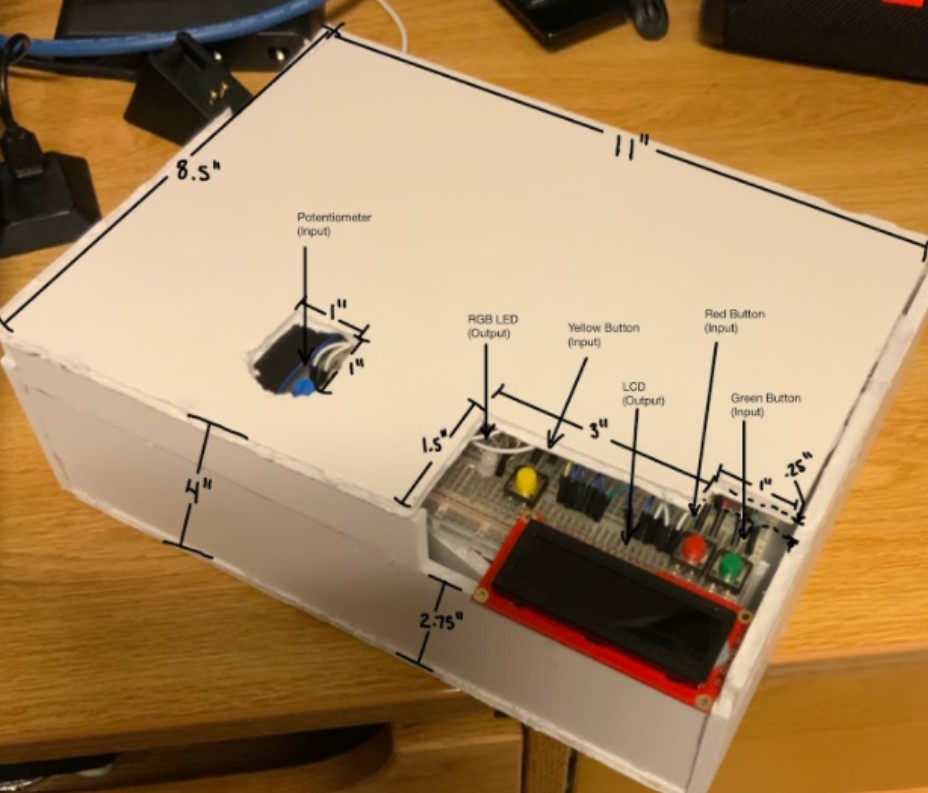 11"
8.5"
Potentiometer
(Input)
1"
1"
RGB LED
(Output)
Yellow Button
(Input)
Red Button
(Input)
LCD
(Output)
Green Button
(Input)
3"
1.5"
1"
.25"
4"
2.75"